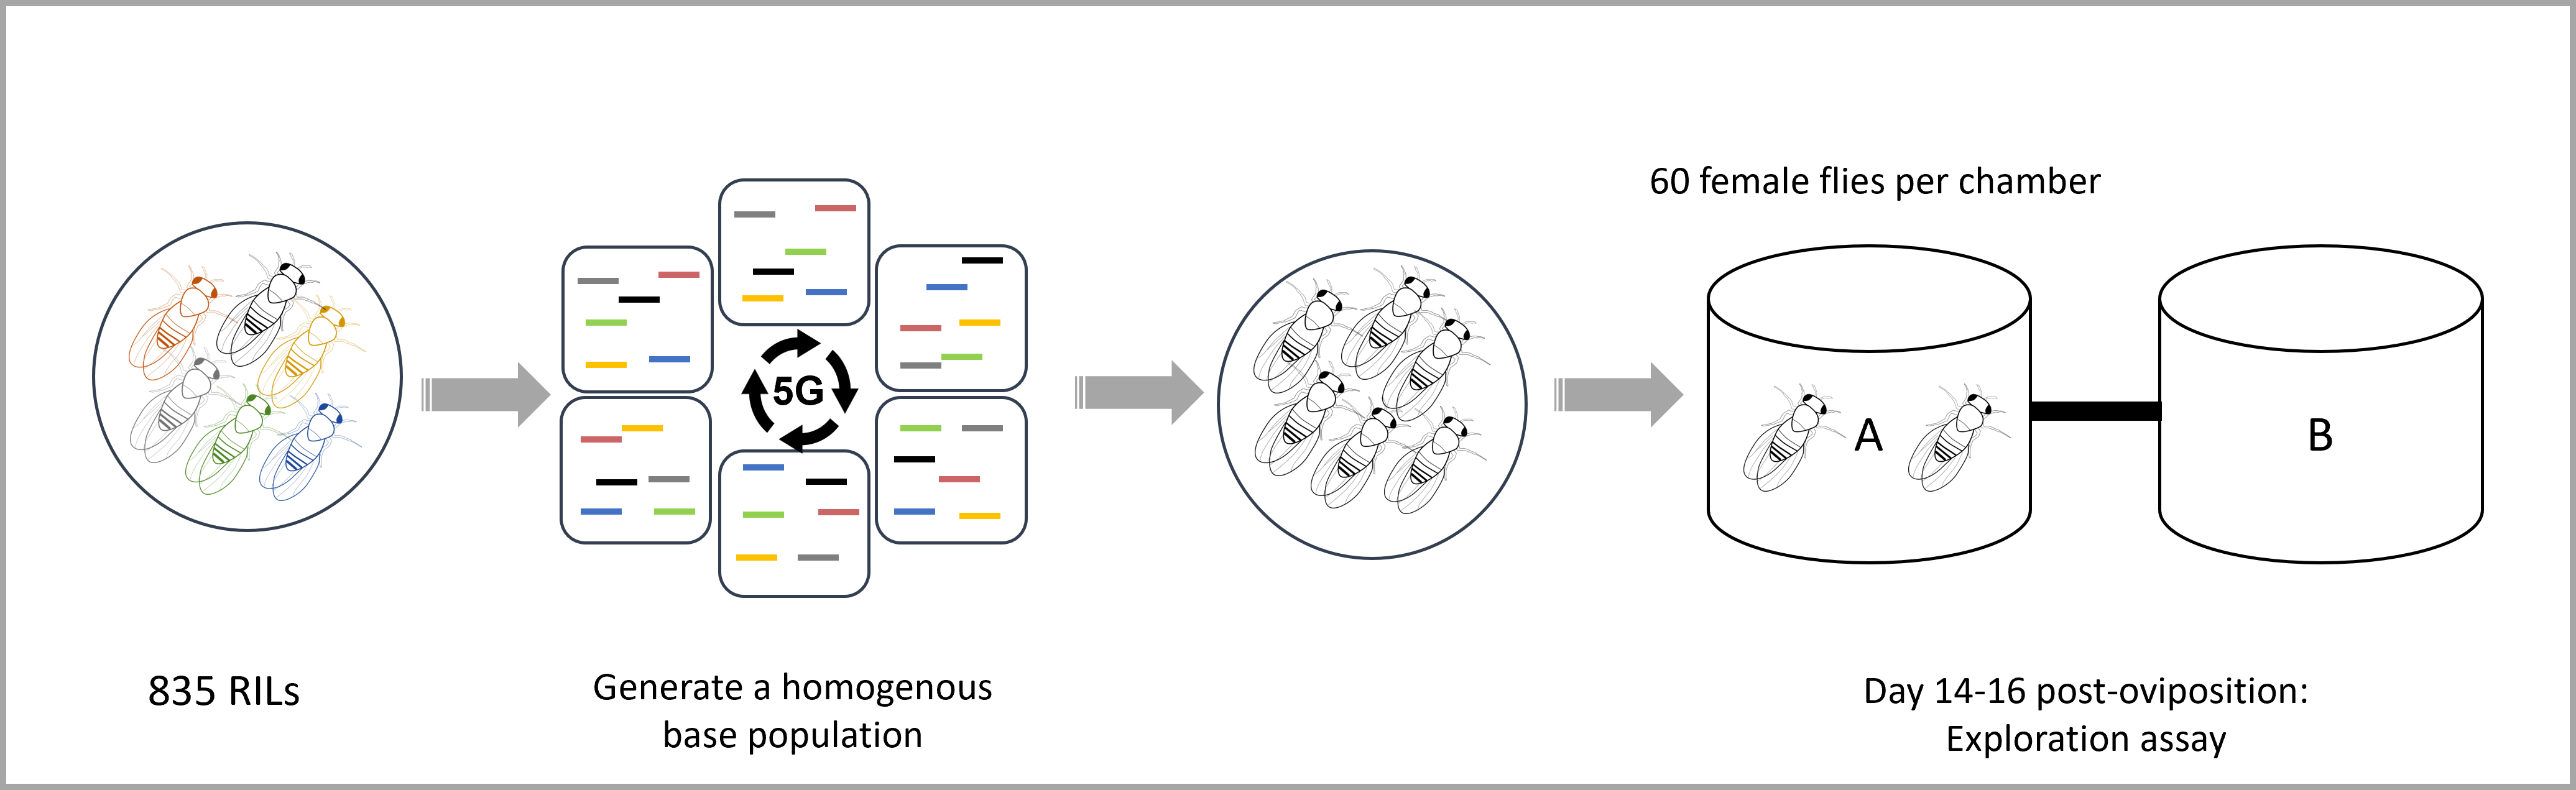 60 female flies per chamber
5G
A
B
835 RILs
Generate a homogenous
base population
Day 14-16 post-oviposition:
Exploration assay